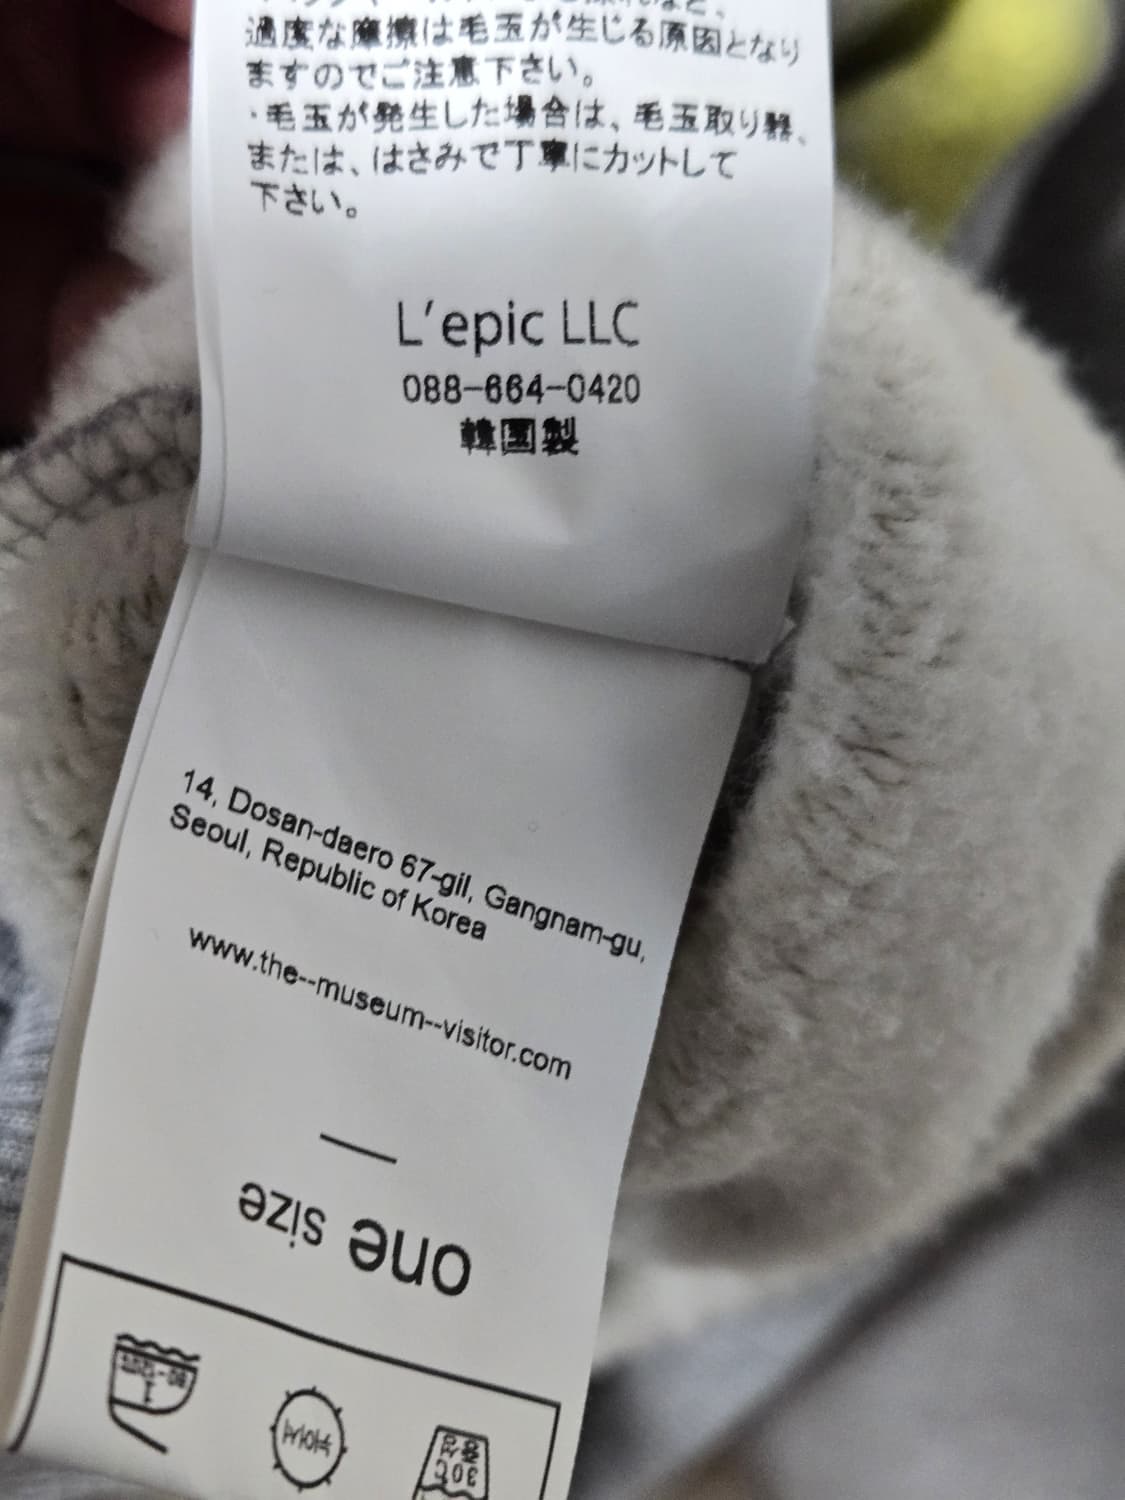 過度な摩擦は毛玉が生じる原因となり
ますのでご注意下さい。
・毛玉が発生した場合は、毛玉取り器、
または、はさみで丁寧にカットして
下さい。
L'epic LLC
088-664-0420
韓国製
14, Dosan-daero 67-gil, Gangnam-gu,
Seoul, Republic of Korea
www.the--museum--visitor.com
one size
30℃
중성